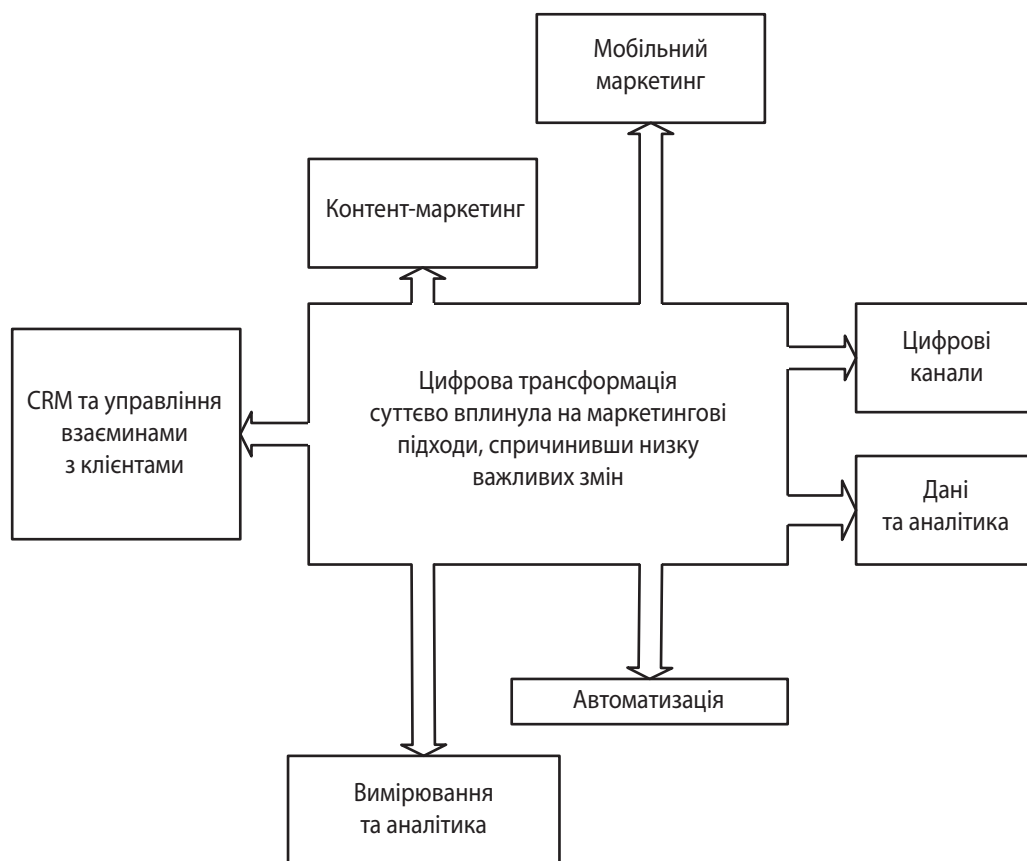 Мобільний
маркетинг
Контент-маркетинг
Цифрові
канали
CRM та управління
взаєминами
з клієнтами
Цифрова трансформація
суттєво вплинула на маркетингові
підходи, спричинивши низку
важливих змін
Дані
та аналітика
Автоматизація
Вимірювання
та аналітика